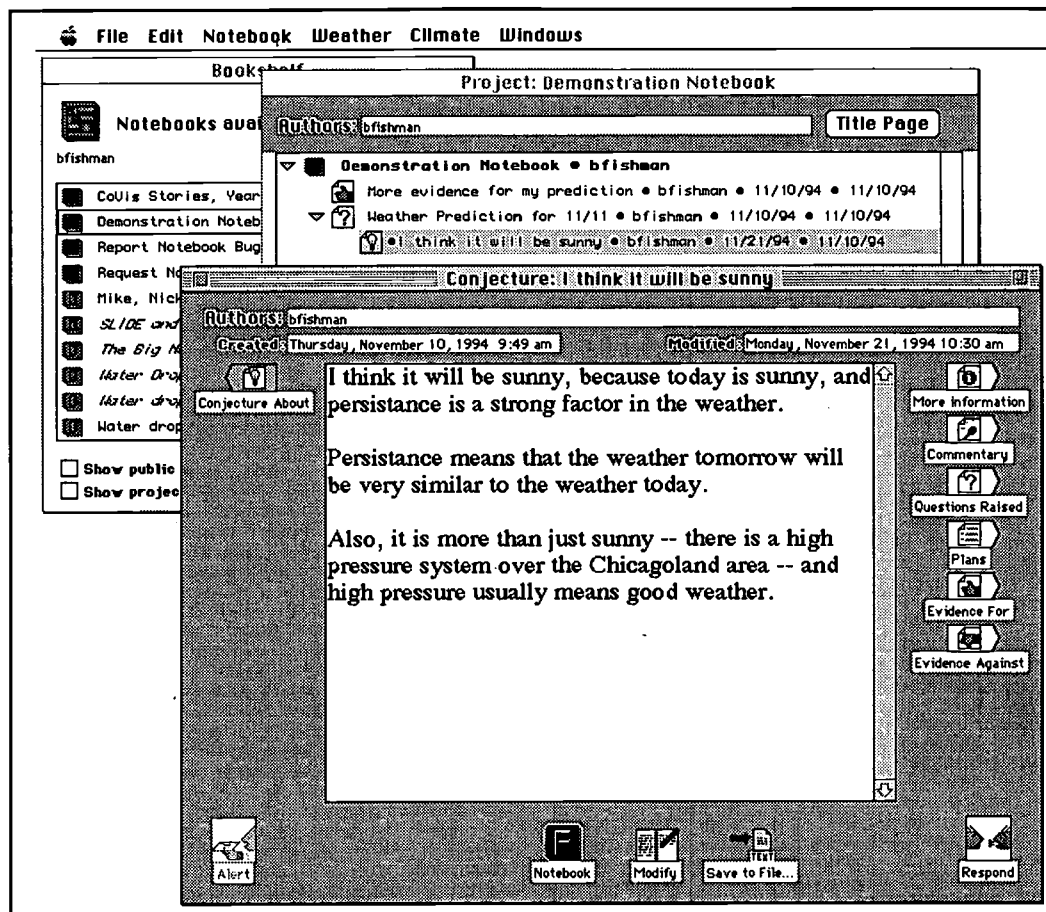 File Edit Notebook Weather Climate Windows
Bookshelf
Notebooks avai
bfishman
CoVis Stories, Year
Demonstration Noteb
Report Notebook Bug
Request No
Mike, Nick
SLIDE and
The Big
Water Drop
Water drop
Water drop
Show public
Show projec
Project: Demonstration Notebook
Authors: bfishman
Title Page
Demonstration Notebook • bfishman
More evidence for my prediction • bfishman • 11/10/94 • 11/10/94
Weather Prediction for 11/11 • bfishman • 11/10/94 • 11/10/94
•I think it will be sunny • bfishman • 11/21/94 • 11/10/94
Conjecture: I think it will be sunny
Authors: bfishman
Created: Thursday, November 10, 1994 9:49 am
Modified: Monday, November 21, 1994 10:30 am
Conjecture About
I think it will be sunny, because today is sunny, and
persistance is a strong factor in the weather.
Persistance means that the weather tomorrow will
be very similar to the weather today.
Also, it is more than just sunny -- there is a high
pressure system over the Chicagoland area -- and
high pressure usually means good weather.
More information
Commentary
Questions Raised
Plans
Evidence For
Evidence Against
Alert
Notebook
Modify
TEXT
Save to File...
Respond